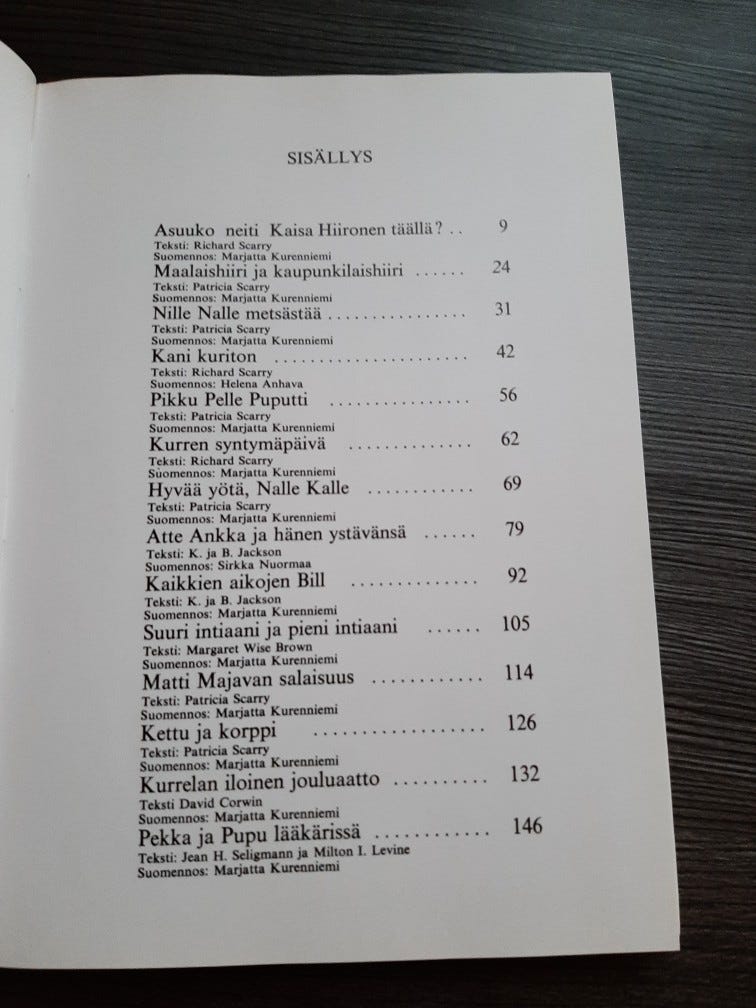 SISÄLLYS
Asuuko neiti Kaisa Hiironen täällä? .. 9
Teksti: Richard Scarry
Suomennos: Marjatta Kurenniemi
Maalaishiiri ja kaupunkilaishiiri ...... 24
Teksti: Patricia Scarry
Suomennos: Marjatta Kurenniemi
Nille Nalle metsästää ................ 31
Teksti: Patricia Scarry
Suomennos: Marjatta Kurenniemi
Kani kuriton ...................... 42
Teksti: Richard Scarry
Suomennos: Helena Anhava
Pikku Pelle Puputti ................ 56
Teksti: Patricia Scarry
Suomennos: Marjatta Kurenniemi
Kurren syntymäpäivä .............. 62
Teksti: Richard Scarry
Suomennos: Marjatta Kurenniemi
Hyvää yötä, Nalle Kalle ............ 69
Teksti: Patricia Scarry
Suomennos: Marjatta Kurenniemi
Atte Ankka ja hänen ystävänsä ...... 79
Teksti: K. ja B. Jackson
Suomennos: Sirkka Nuormaa
Kaikkien aikojen Bill .............. 92
Teksti: K. ja B. Jackson
Suomennos: Marjatta Kurenniemi
Suuri intiaani ja pieni intiaani ...... 105
Teksti: Margaret Wise Brown
Suomennos: Marjatta Kurenniemi
Matti Majavan salaisuus ............ 114
Teksti: Patricia Scarry
Suomennos: Marjatta Kurenniemi
Kettu ja korppi .................. 126
Teksti: Patricia Scarry
Suomennos: Marjatta Kurenniemi
Kurrelan iloinen jouluaatto .......... 132
Teksti David Corwin
Suomennos: Marjatta Kurenniemi
Pekka ja Pupu lääkärissä ............ 146
Teksti: Jean H. Seligmann ja Milton I. Levine
Suomennos: Marjatta Kurenniemi